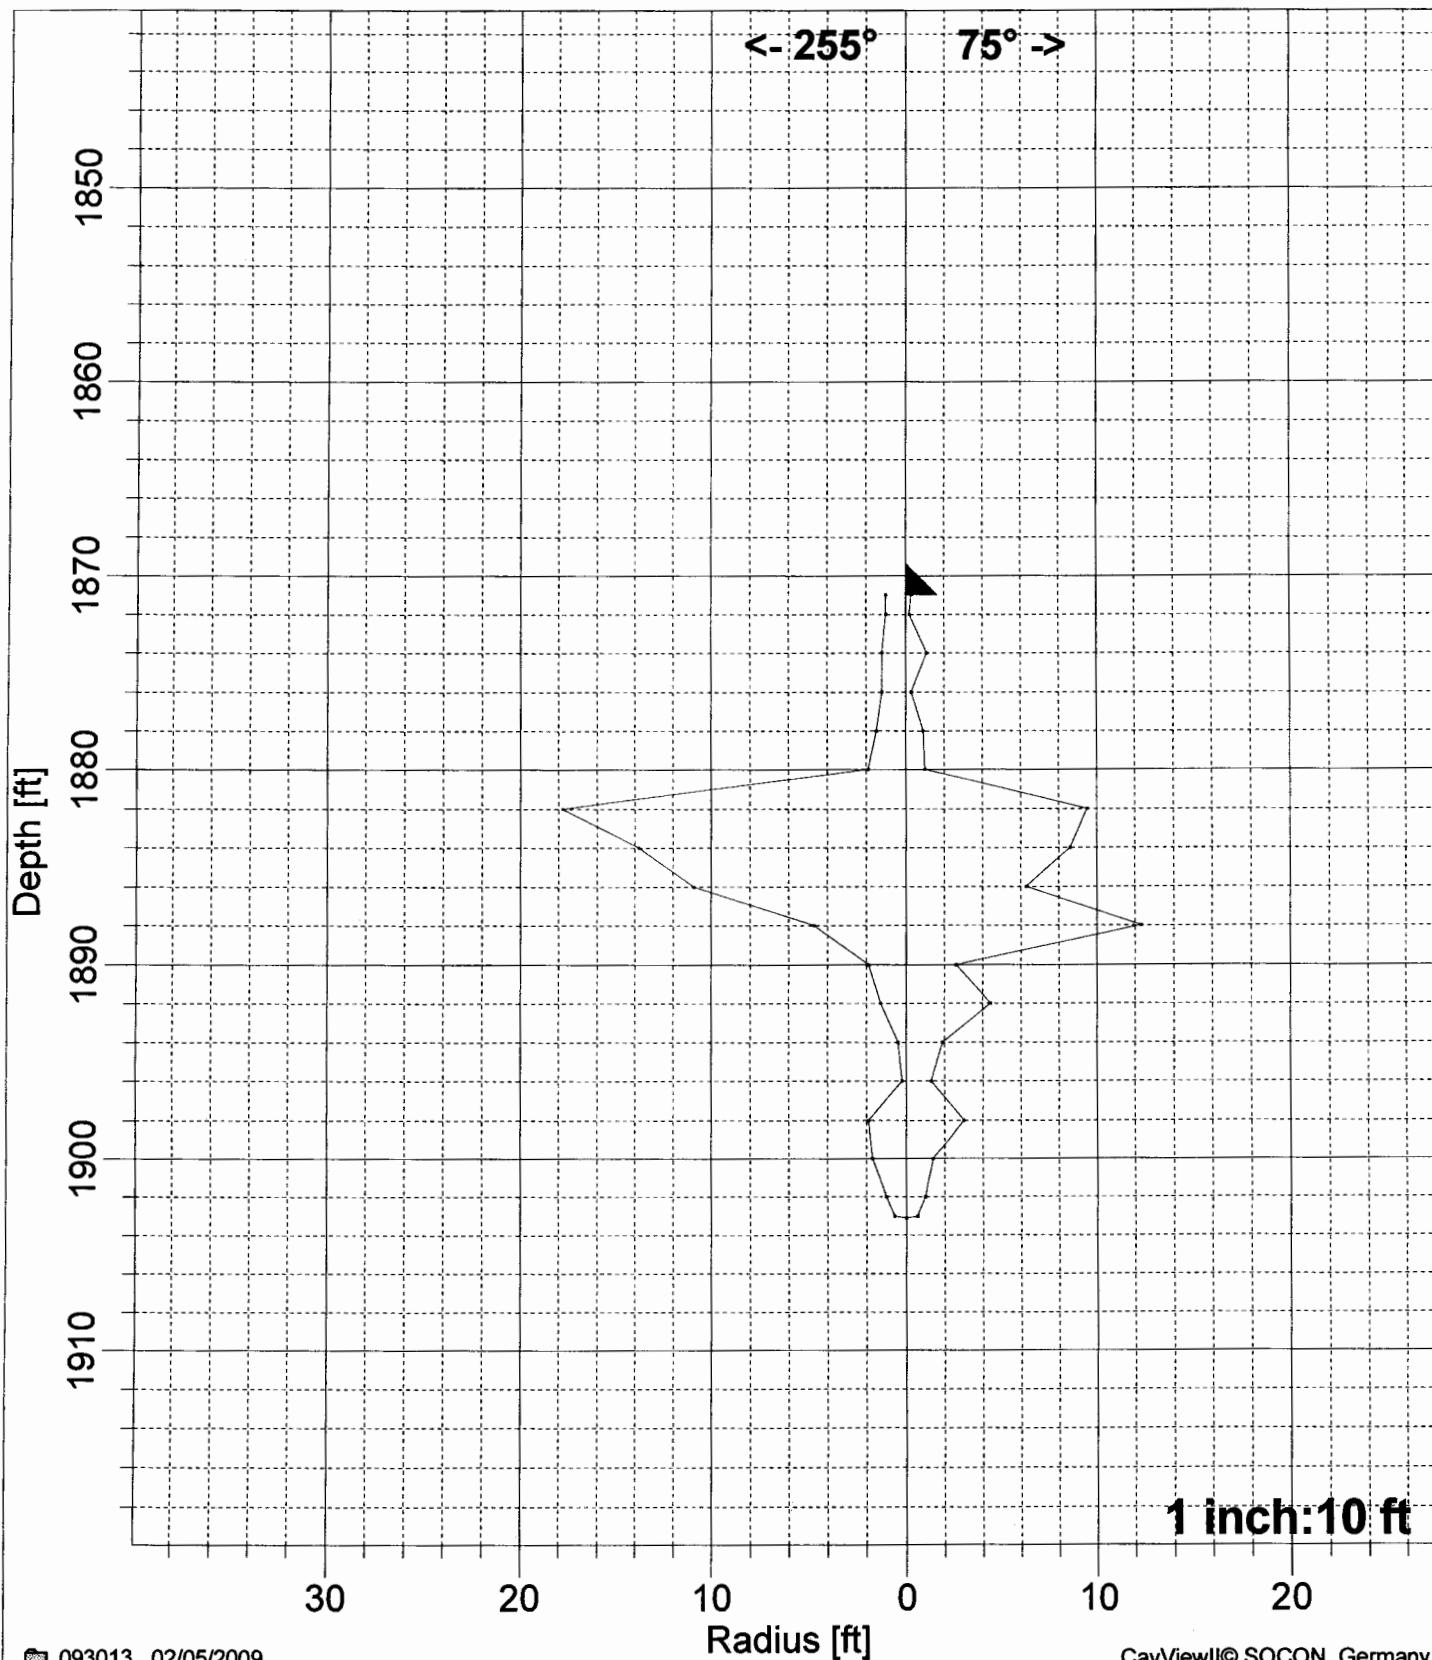 <- 255° 75° ->
1850
1860
1870
1880
1890
1900
1910
Depth [ft]
1 inch:10 ft
30 20 10 0 10 20
Radius [ft]
093013 02/05/2009
CavViewII© SOCON, Germany